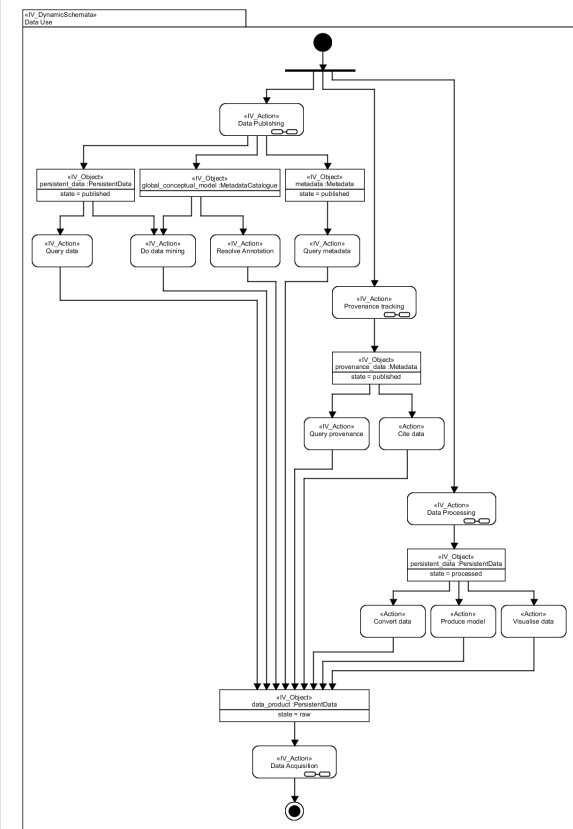 «IV_DynamicSchemata»
Data Use
«IV_Action»
Data Publishing
«IV_Object»
persistent_data :PersistentData
state = published
«IV_Object»
global_conceptual_model :MetadataCatalogue
«IV_Object»
metadata :Metadata
state = published
«IV_Action»
Query data
«IV_Action»
Do data mining
«IV_Action»
Resolve Annotation
«IV_Action»
Query metadata
«IV_Action»
Provenance tracking
«IV_Object»
provenance_data :Metadata
state = published
«IV_Action»
Query provenance
«Action»
Cite data
«IV_Action»
Data Processing
«IV_Object»
persistent_data :PersistentData
state = processed
«Action»
Convert data
«Action»
Produce model
«Action»
Visualise data
«IV_Object»
data_product :PersistentData
state = raw
«IV_Action»
Data Acquisition